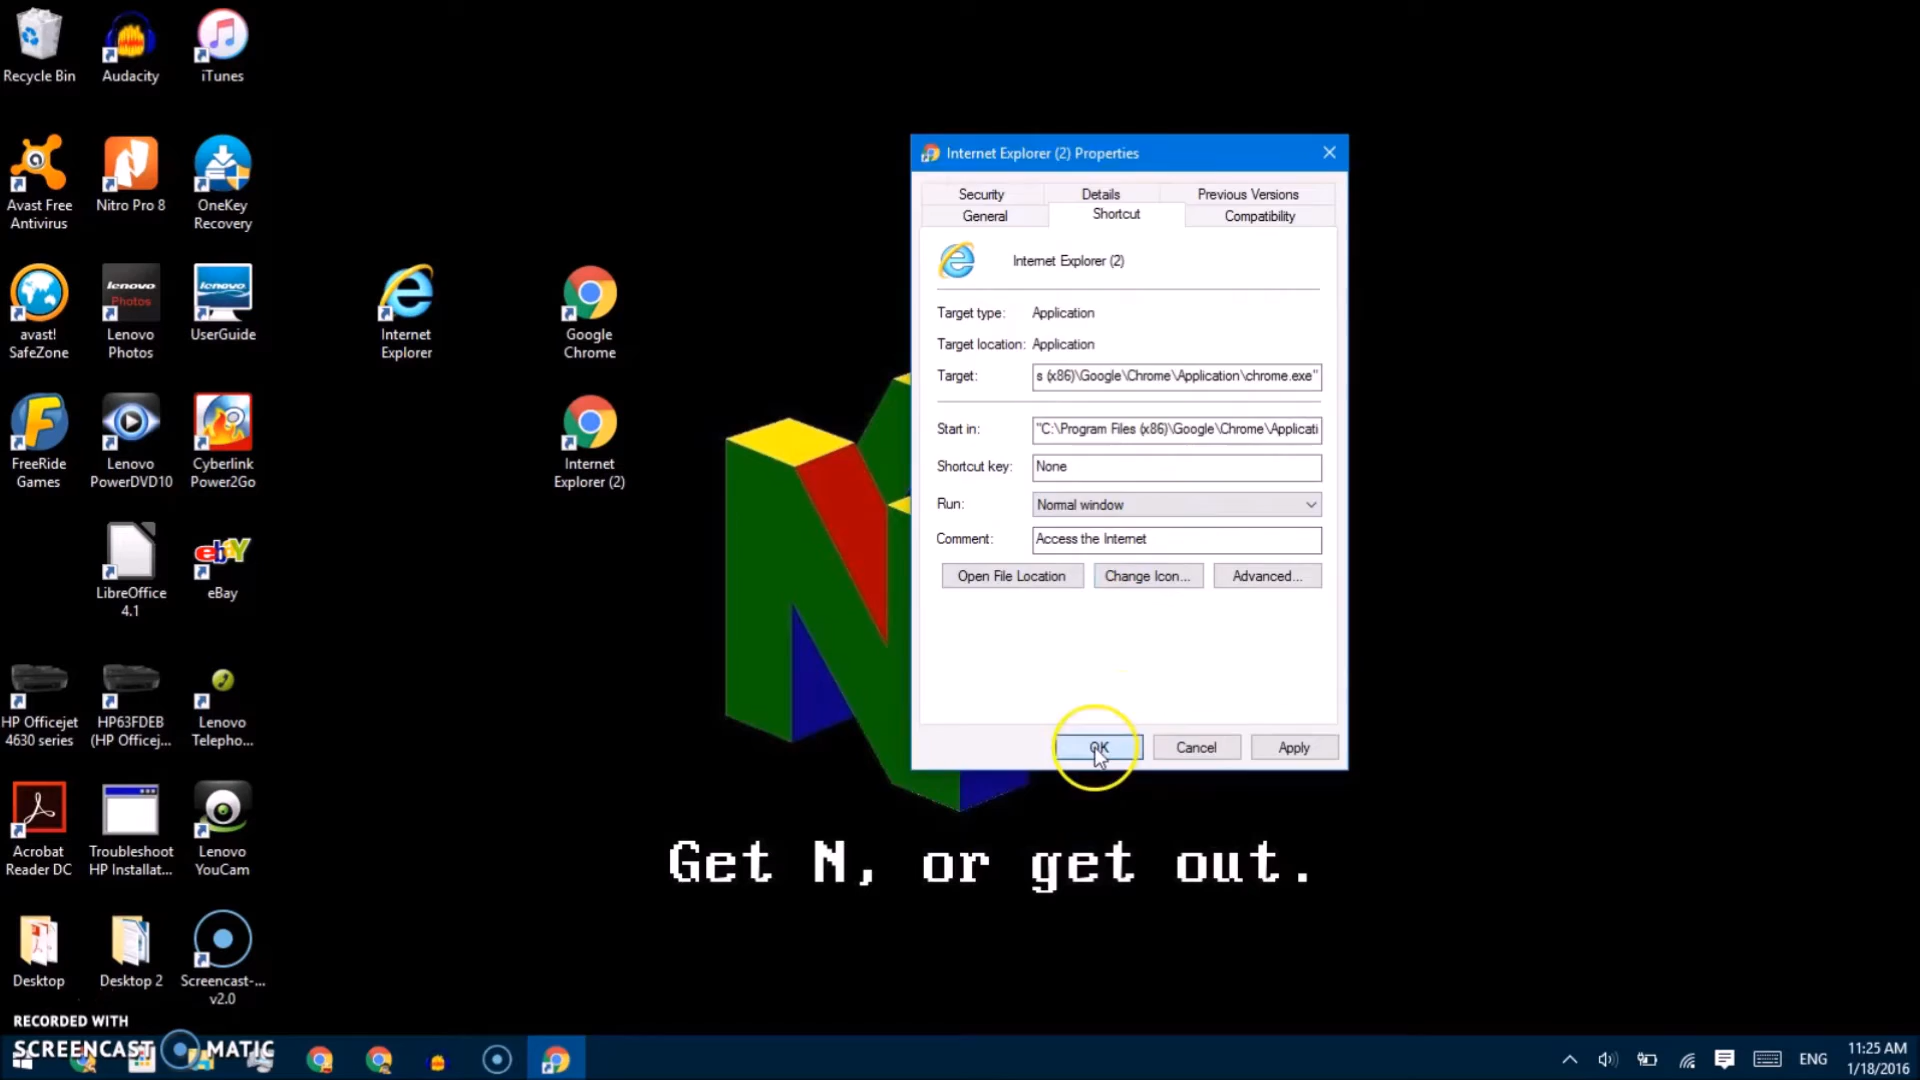 Recycle Bin
Audacity
iTunes
Avast Free
Antivirus
Nitro Pro 8
OneKey
Recovery
avast!
SafeZone
lenovo
Photos
Lenovo
Photos
lenovo
UserGuide
Internet
Explorer
Google
Chrome
FreeRide
Games
Lenovo
PowerDVD10
Cyberlink
Power2Go
Internet
Explorer (2)
LibreOffice
4.1
ebY
eBay
HP Officejet
4630 series
HP63FDEB
(HP Officej...
Lenovo
Telepho...
Acrobat
Reader DC
Troubleshoot
HP Installat...
Lenovo
YouCam
Desktop
Desktop 2
Screencast-...
v2.0
Internet Explorer (2) Properties
Security
Details
Previous Versions
General
Shortcut
Compatibility
Internet Explorer (2)
Target type: Application
Target location: Application
Target: s (x86)\Google\Chrome\Application\chrome.exe"
Start in: "C:\Program Files (x86)\Google\Chrome\Applicati
Shortcut key: None
Run: Normal window
Comment: Access the Internet
Open File Location
Change Icon...
Advanced...
OK
Cancel
Apply
Get N, or get out.
RECORDED WITH
SCREENCAST MATIC
ENG
11:25 AM
1/18/2016